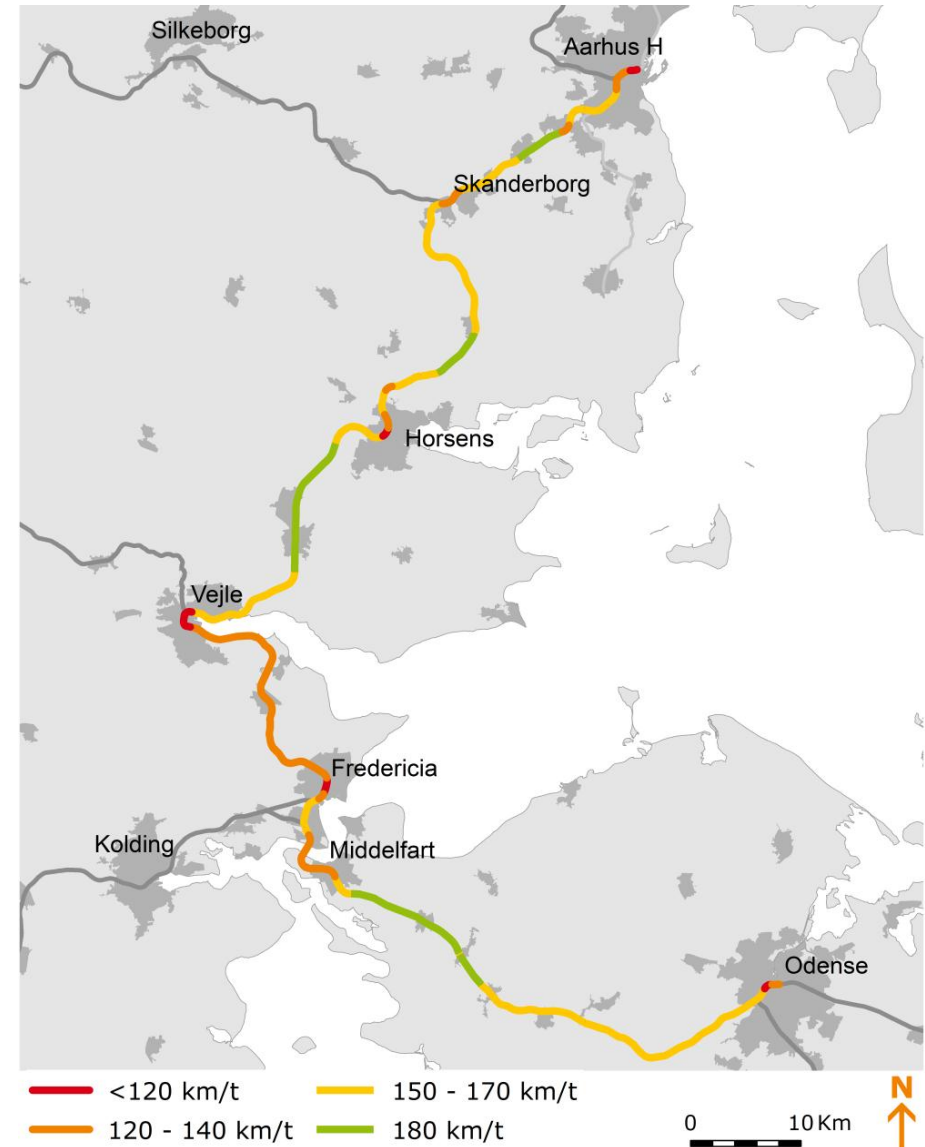 Silkeborg
Aarhus H
Skanderborg
Horsens
Vejle
Fredericia
Kolding
Middelfart
Odense
<120 km/t
150 - 170 km/t
120 - 140 km/t
180 km/t
0 10 Km
N